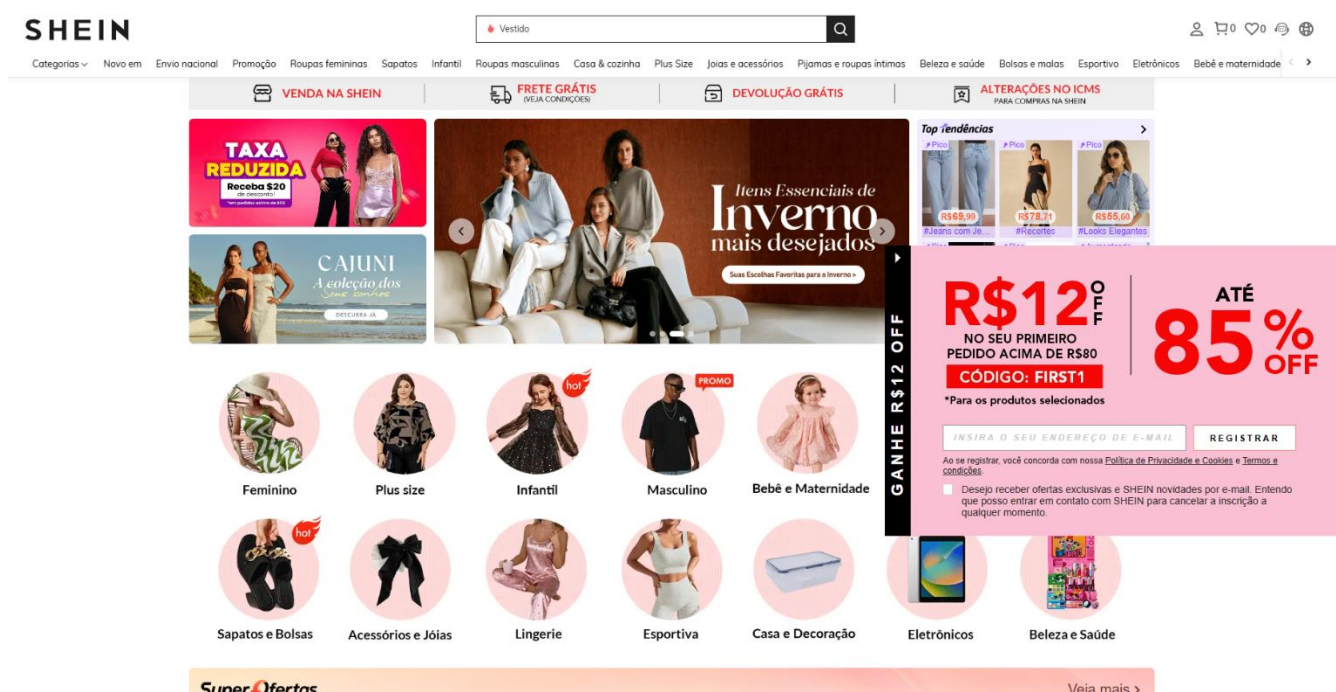 SHEIN
Vestido
0
0
Categorias
Novo em
Envio nacional
Promoção
Roupas femininas
Sapatos
Infantil
Roupas masculinas
Casa & cozinha
Plus Size
Joias e acessórios
Pijamas e roupas íntimas
Beleza e saúde
Bolsas e malas
Esportivo
Eletrônicos
Bebê e maternidade
VENDA NA SHEIN
FRETE GRÁTIS
(VEJA CONDIÇÕES)
DEVOLUÇÃO GRÁTIS
ALTERAÇÕES NO ICMS
PARA COMPRAS NA SHEIN
TAXA
REDUZIDA
Receba $20
de desconto!
CAJUNI
A coleção dos
Seus sonhos
DESCUBRA JÁ
Itens Essenciais de
Inverno
mais desejados
Suas Escolhas Favoritas para o Inverno >
Top Tendências
Pico
Pico
Pico
R$69,99
R$78,71
R$55,60
#Jeans com Je...
#Recortes
#Looks Elegantes
GANHE R$12 OFF
R$12 OFF
NO SEU PRIMEIRO
PEDIDO ACIMA DE R$80
CÓDIGO: FIRST1
*Para os produtos selecionados
ATÉ
85% OFF
INSIRA O SEU ENDEREÇO DE E-MAIL
REGISTRAR
Ao se registrar, você concorda com nossa Política de Privacidade e Cookies e Termos e
condições.
Desejo receber ofertas exclusivas e SHEIN novidades por e-mail. Entendo
que posso entrar em contato com SHEIN para cancelar a inscrição a
qualquer momento.
hot
PROMO
Feminino
Plus size
Infantil
Masculino
Bebê e Maternidade
hot
Sapatos e Bolsas
Acessórios e Jóias
Lingerie
Esportiva
Casa e Decoração
Eletrônicos
Beleza e Saúde
Super Ofertas
Veja mais >